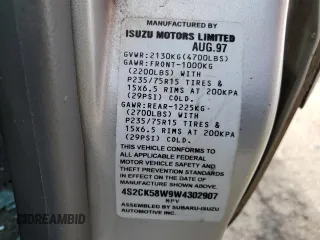 MANUFACTURED BY
ISUZU MOTORS LIMITED
AUG.97
GVWR:2130KG(4700LBS)
GAWR:FRONT-1000KG
(2200LBS) WITH
P235/75R15 TIRES &
15x6.5 RIMS AT 200KPA
(29PSI) COLD.
GAWR:REAR-1225KG
(2700LBS) WITH
P235/75R15 TIRES &
15x6.5 RIMS AT 200KPA
(29PSI) COLD.
THIS VEHICLE CONFORMS TO
ALL APPLICABLE FEDERAL
MOTOR VEHICLE SAFETY AND
THEFT PREVENTION STANDARDS
IN EFFECT ON THE DATE OF
MANUFACTURE SHOWN ABOVE.
4S2CK58W9W4302907
MPV
ASSEMBLED BY SUBARU-ISUZU
AUTOMOTIVE INC.